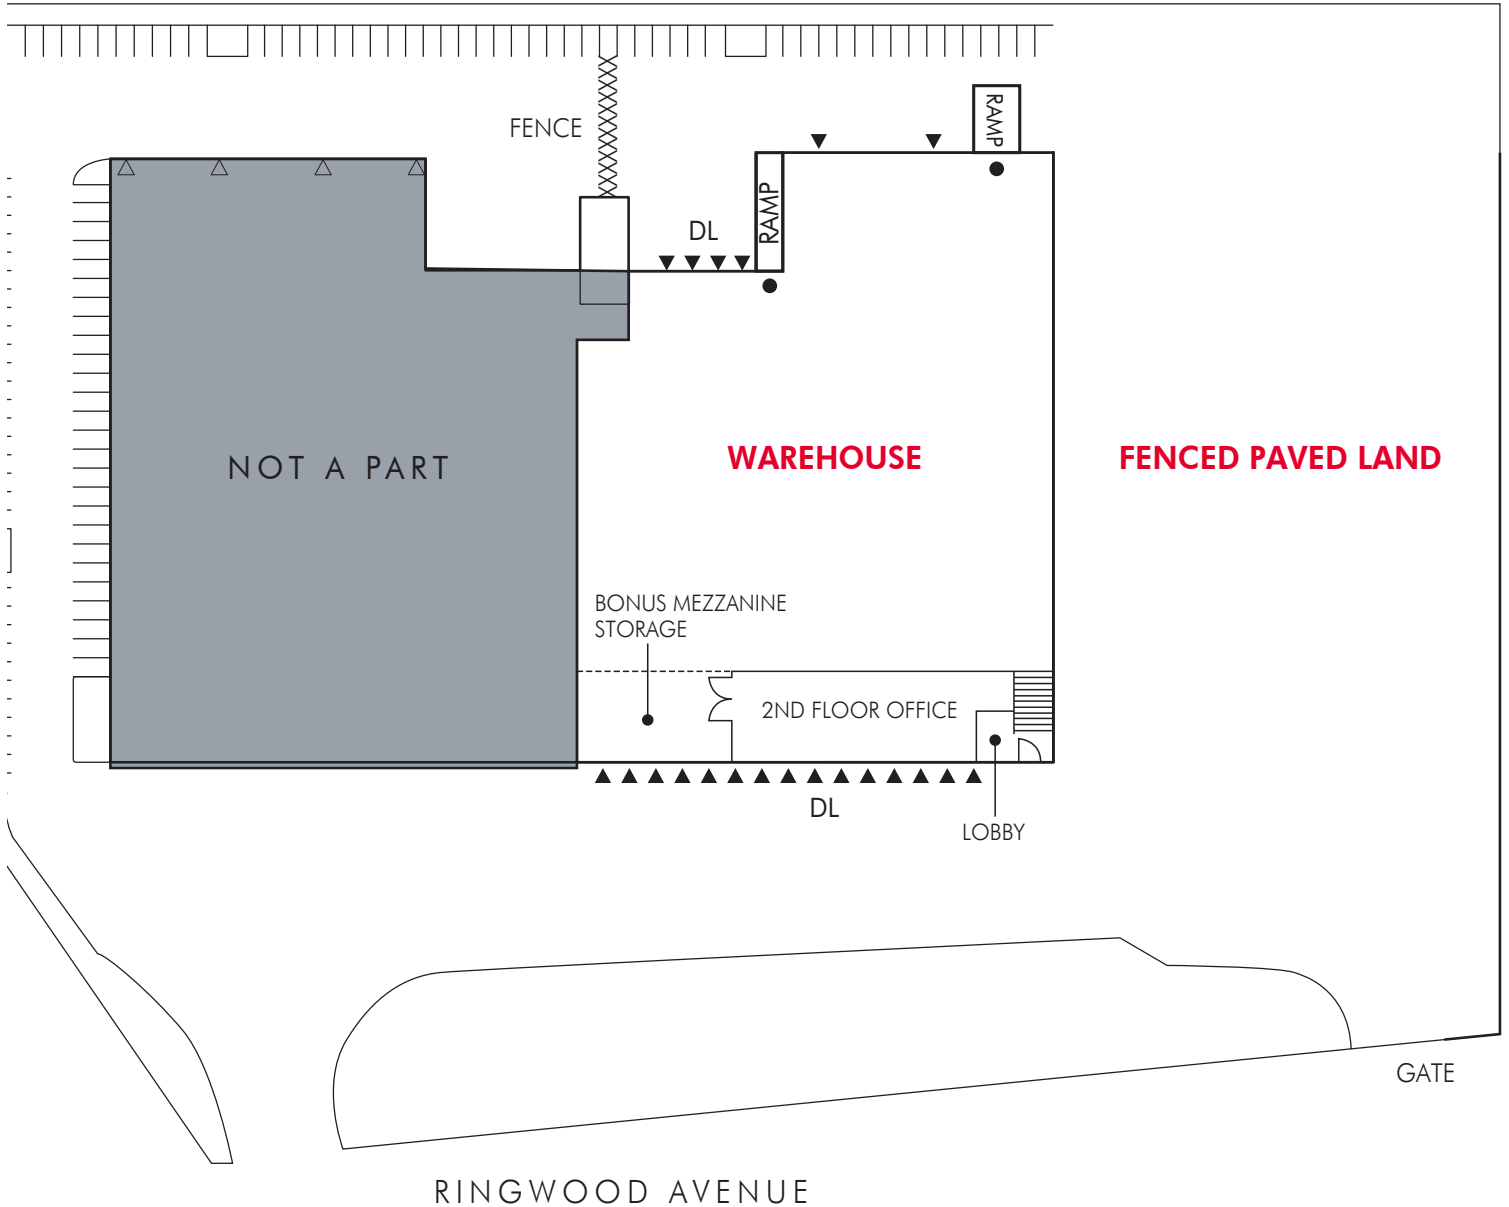 RAMP
FENCE
RAMP
DL
NOT A PART
WAREHOUSE
FENCED PAVED LAND
BONUS MEZZANINE
STORAGE
2ND FLOOR OFFICE
DL
LOBBY
GATE
RINGWOOD AVENUE